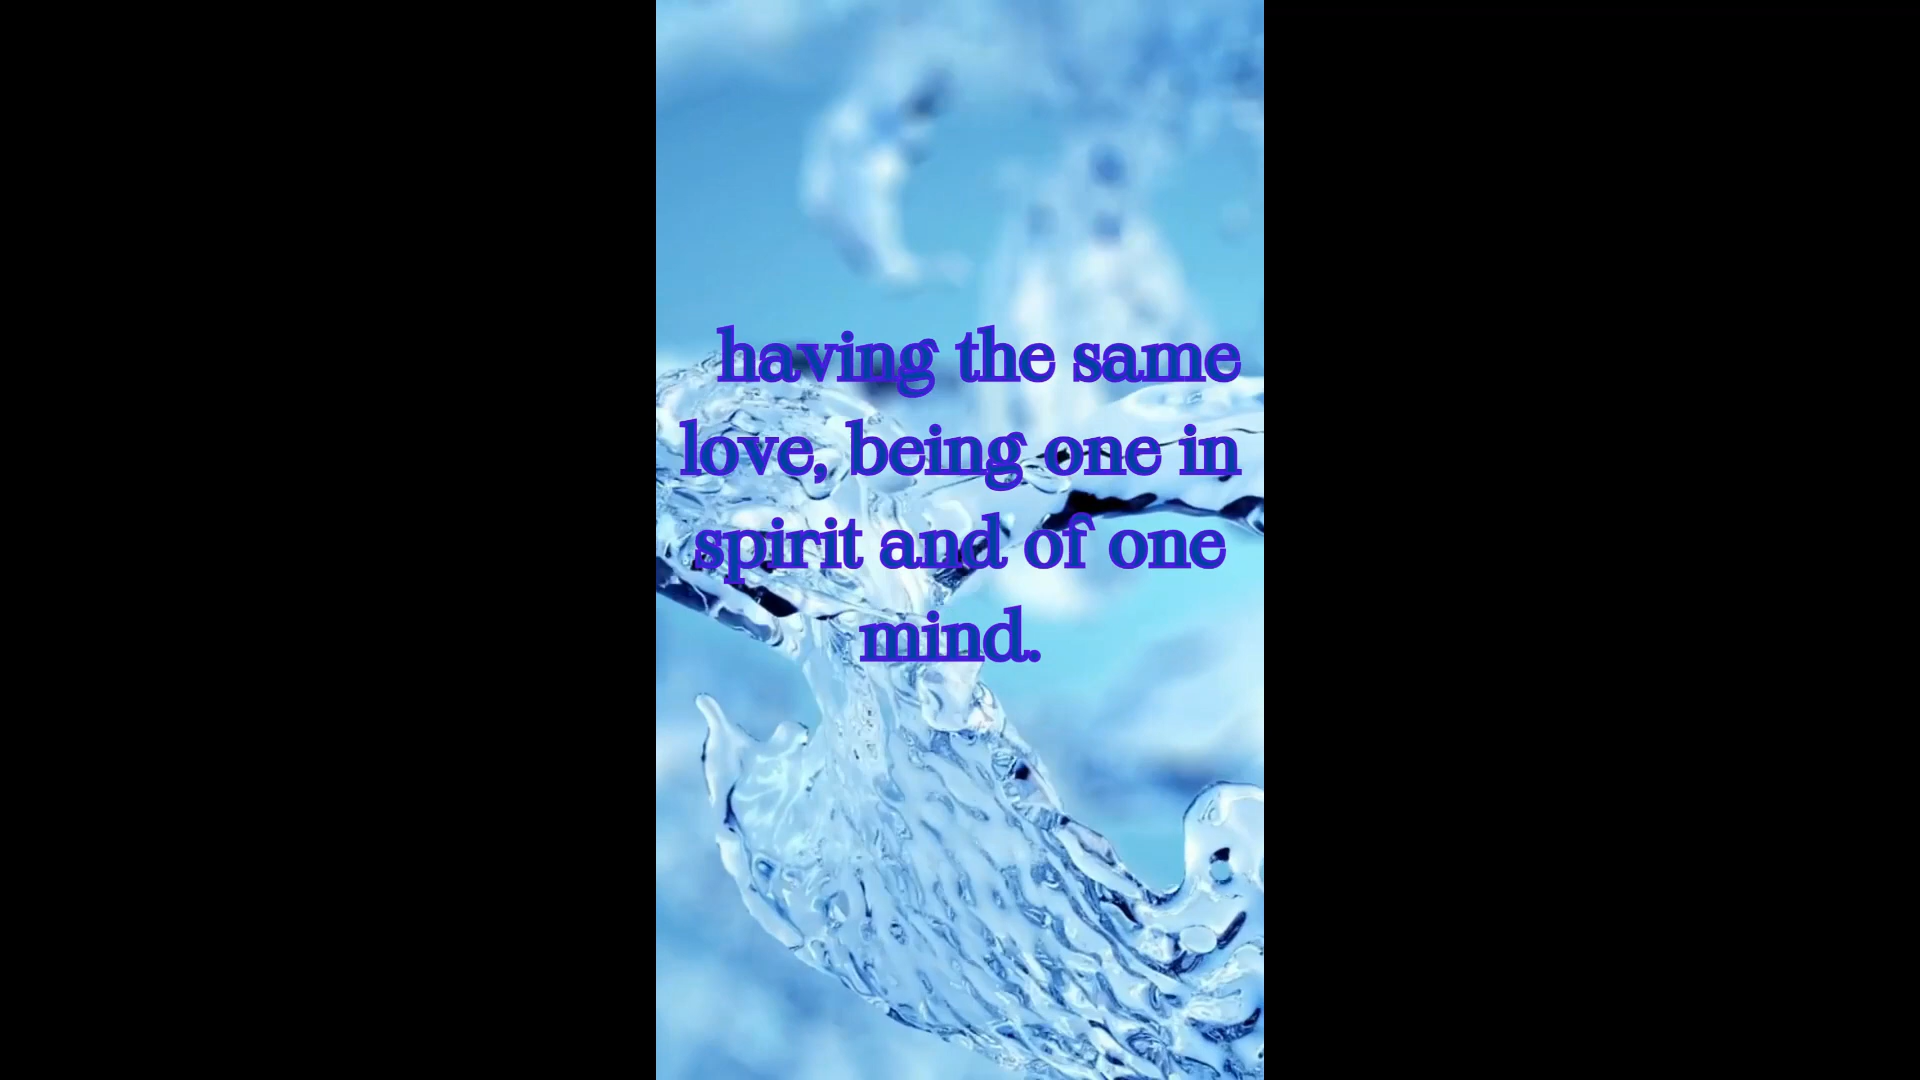 having the same
love, being one in
spirit and of one
mind.